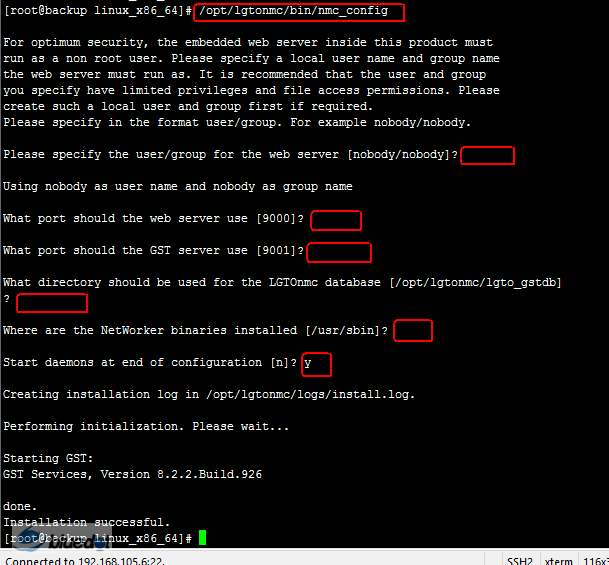 [root@backup linux_x86_64]# /opt/lgtonmc/bin/nmc_config
For optimum security, the embedded web server inside this product must
run as a non root user. Please specify a local user name and group name
the web server must run as. It is recommended that the user and group
you specify have limited privileges and file access permissions. Please
create such a local user and group first if required.
Please specify in the format user/group. For example nobody/nobody.
Please specify the user/group for the web server [nobody/nobody]?
Using nobody as user name and nobody as group name
What port should the web server use [9000]?
What port should the GST server use [9001]?
What directory should be used for the LGTOnmc database [/opt/lgtonmc/lgto_gstdb]
?
Where are the NetWorker binaries installed [/usr/sbin]?
Start daemons at end of configuration [n]? y
Creating installation log in /opt/lgtonmc/logs/install.log.
Performing initialization. Please wait...
Starting GST:
GST Services, Version 8.2.2.Build.926
done.
Installation successful.
[root@backup linux_x86_64]#
Connected to 192.168.105.6:22. SSH2 xterm